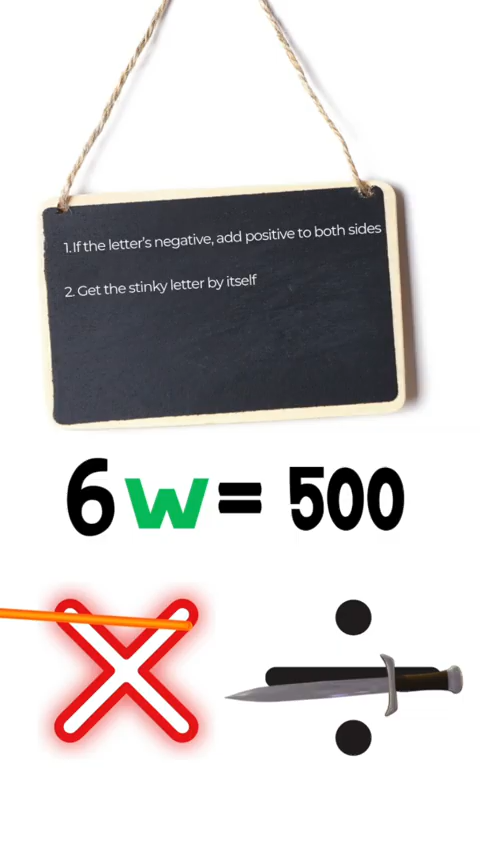 1.If the letter's negative, add positive to both sides
2. Get the stinky letter by itself
6w= 500